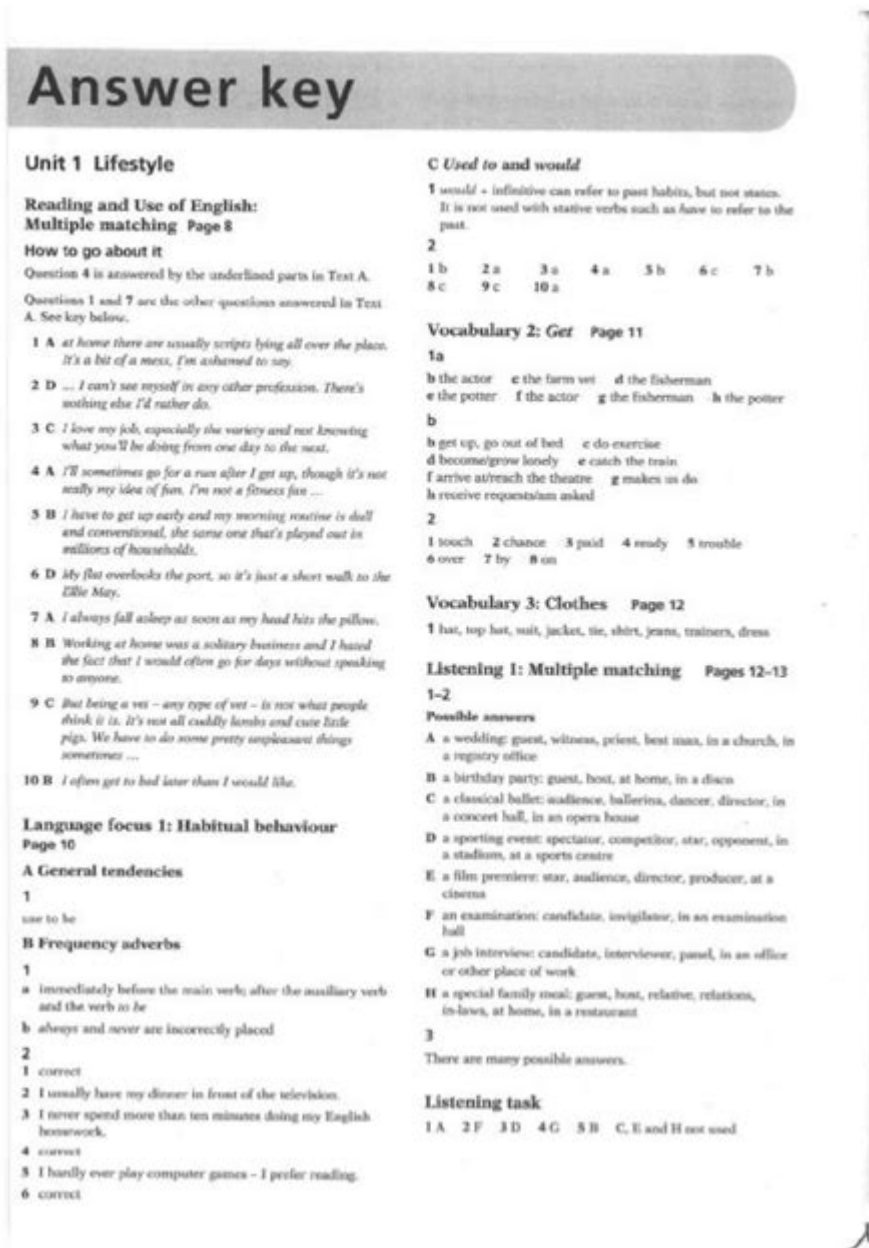 Answer key
Unit 1 Lifestyle
Reading and Use of English:
Multiple matching Page 8
How to go about it
Question 4 is answered by the underlined parts in Text A.
Questions 1 and 7 are the other questions answered in Text
A. See key below.
1 A at home there are usually scripts lying all over the place.
It's a bit of a mess, I'm ashamed to say.
2 D ... I can't see myself in any other profession. There's
nothing else I'd rather do.
3 C I love my job, especially the variety and not knowing
what you'll be doing from one day to the next.
4 A I'll sometimes go for a run after I get up, though it's not
really my idea of fun. I'm not a fitness fan ...
5 B I have to get up early and my morning routine is dull
and conventional, the same one that's played out in
millions of households.
6 D My flat overlooks the port, so it's just a short walk to the
Ellie May.
7 A I always fall asleep as soon as my head hits the pillow.
8 B Working at home was a solitary business and I hated
the fact that I would often go for days without speaking
to anyone.
9 C But being a vet – any type of vet – is not what people
think it is. It's not all cuddly lambs and cute little
pigs. We have to do some pretty unpleasant things
sometimes ...
10 B I often get to bed later than I would like.
Language focus 1: Habitual behaviour
Page 10
A General tendencies
1
use to be
B Frequency adverbs
1
a immediately before the main verb; after the auxiliary verb
and the verb to be
b always and never are incorrectly placed
2
1 correct
2 I usually have my dinner in front of the television.
3 I never spend more than ten minutes doing my English
homework.
4 correct
5 I hardly ever play computer games – I prefer reading.
6 correct
C Used to and would
1 would + infinitive can refer to past habits, but not states.
It is not used with stative verbs such as have to refer to the
past.
2
1 b 2 a 3 a 4 a 5 b 6 c 7 b
8 c 9 c 10 a
Vocabulary 2: Get Page 11
1a
b the actor c the farm vet d the fisherman
e the potter f the actor g the fisherman h the potter
b
b get up, go out of bed c do exercise
d become/grow lonely e catch the train
f arrive at/reach the theatre g makes us do
h receive requests/am asked
2
1 touch 2 chance 3 paid 4 ready 5 trouble
6 over 7 by 8 on
Vocabulary 3: Clothes Page 12
1 hat, top hat, suit, jacket, tie, shirt, jeans, trainers, dress
Listening 1: Multiple matching Pages 12–13
1–2
Possible answers
A a wedding: guest, witness, priest, best man, in a church, in
a registry office
B a birthday party: guest, host, at home, in a disco
C a classical ballet: audience, ballerina, dancer, director, in
a concert hall, in an opera house
D a sporting event: spectator, competitor, star, opponent, in
a stadium, at a sports centre
E a film premiere: star, audience, director, producer, at a
cinema
F an examination: candidate, invigilator, in an examination
hall
G a job interview: candidate, interviewer, panel, in an office
or other place of work
H a special family meal: guest, host, relative, relations,
in-laws, at home, in a restaurant
3
There are many possible answers.
Listening task
1 A 2 F 3 D 4 G 5 B C, E and H not used